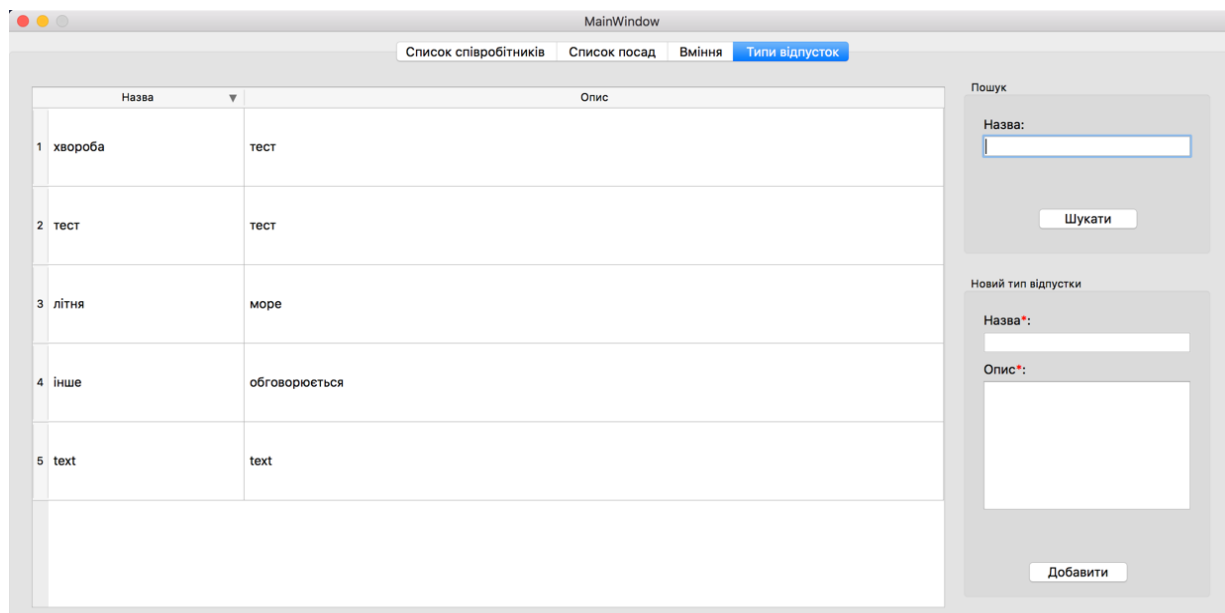 MainWindow
Список співробітників Список посад Вміння Типи відпусток
Назва Опис
1 хвороба тест
2 тест тест
3 літня море
4 інше обговорюється
5 text text
Пошук
Назва:
Шукати
Новий тип відпустки
Назва*:
Опис*:
Добавити